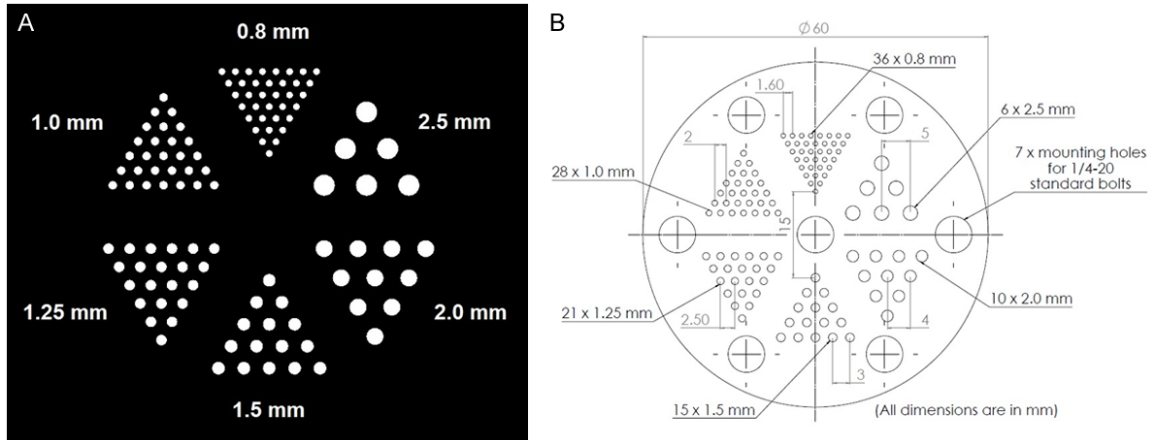 A
0.8 mm
1.0 mm
2.5 mm
1.25 mm
2.0 mm
1.5 mm
B
Ø60
36 x 0.8 mm
1.60
6 x 2.5 mm
2
5
7 x mounting holes
for 1/4-20
standard bolts
28 x 1.0 mm
15
21 x 1.25 mm
10 x 2.0 mm
2.50
4
3
15 x 1.5 mm
(All dimensions are in mm)